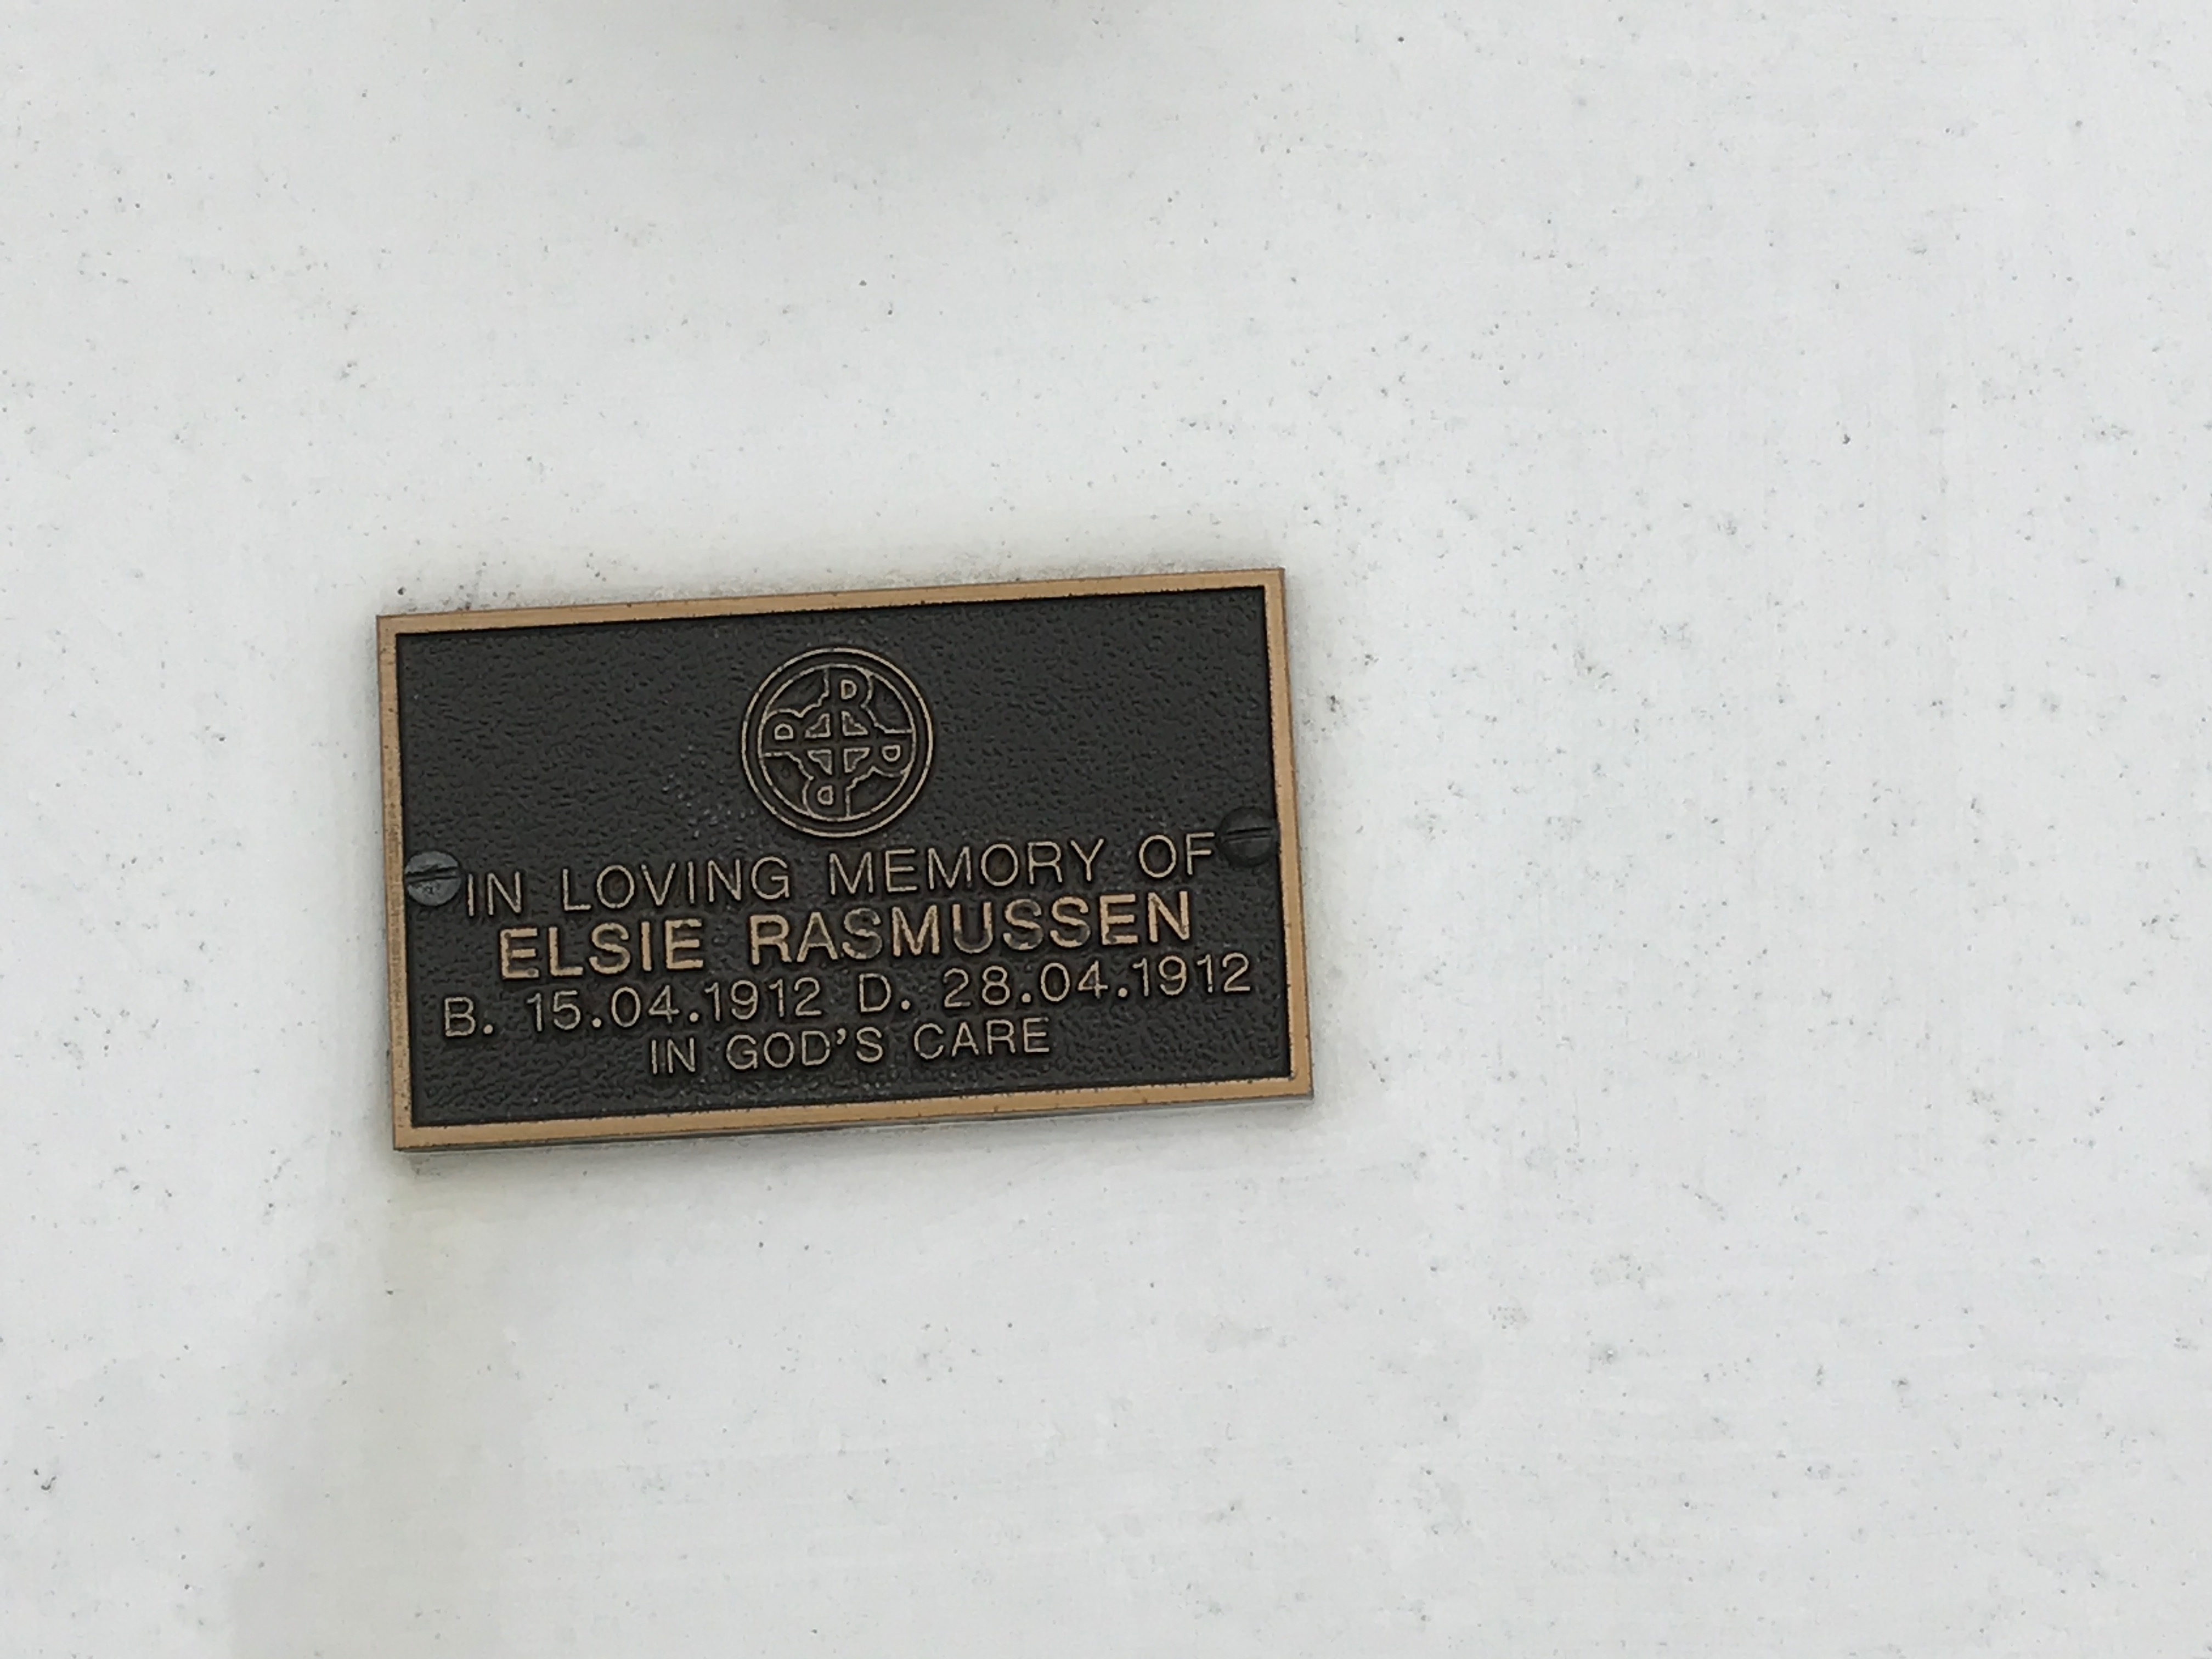 IN LOVING MEMORY OF
ELSIE RASMUSSEN
B. 15.04.1912 D. 28.04.1912
IN GOD'S CARE